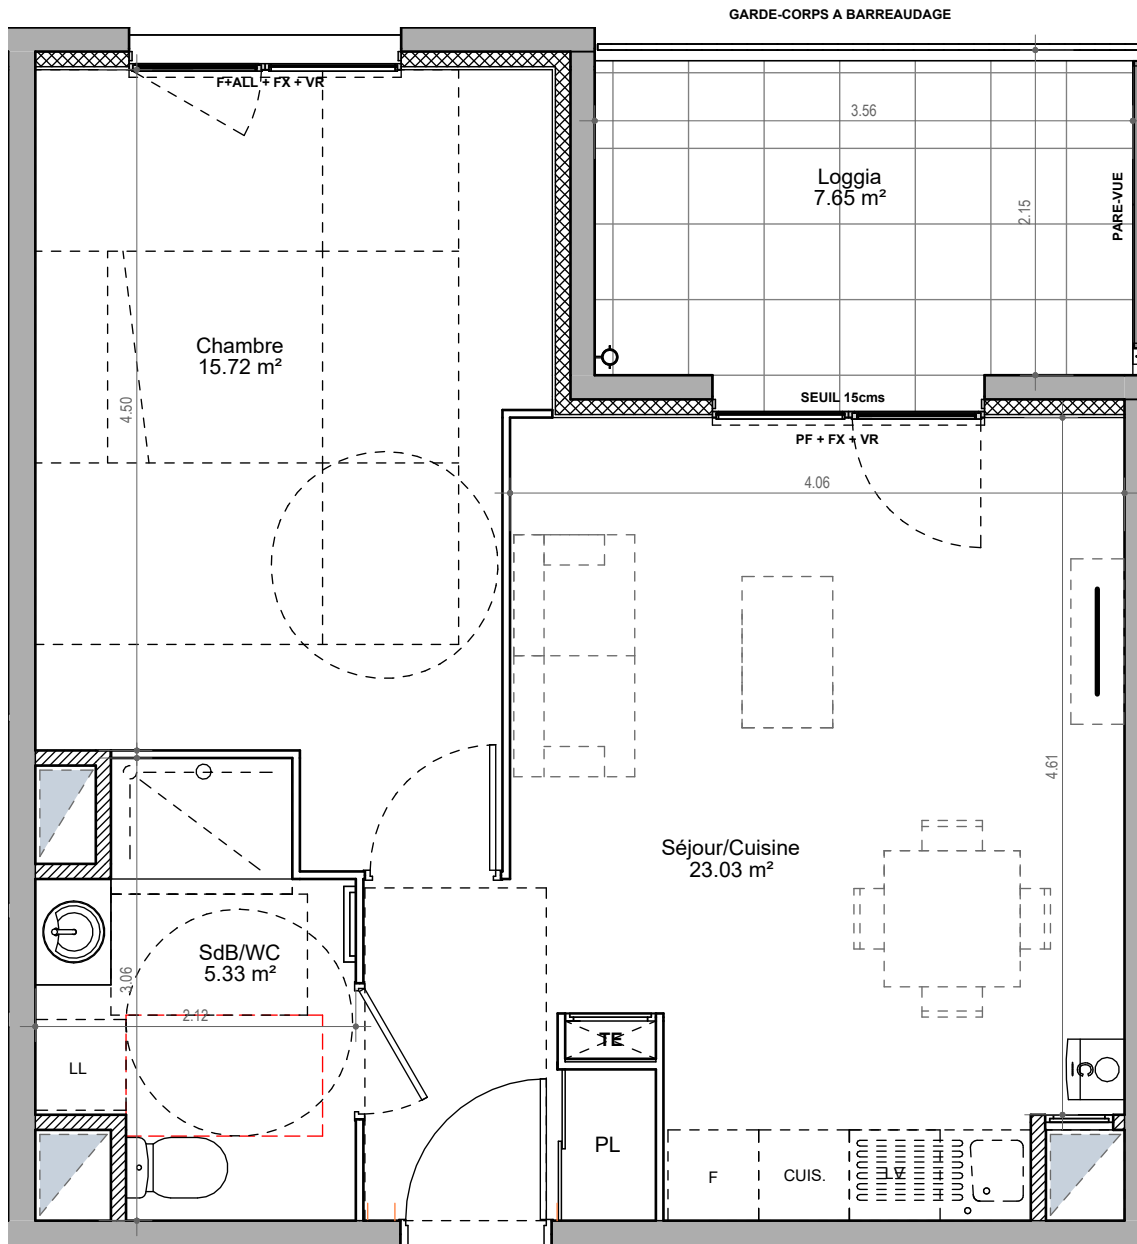 GARDE-CORPS A BARREAUDAGE
F+ALL + FX + VR
3.56
Loggia
7.65 m²
2.15
PARE-VUE
Chambre
15.72 m²
4.50
SEUIL 15cms
PF + FX + VR
4.06
4.61
Séjour/Cuisine
23.03 m²
SdB/WC
5.33 m²
3.06
2.12
LL
TE
C
PL
F
CUIS.
LV